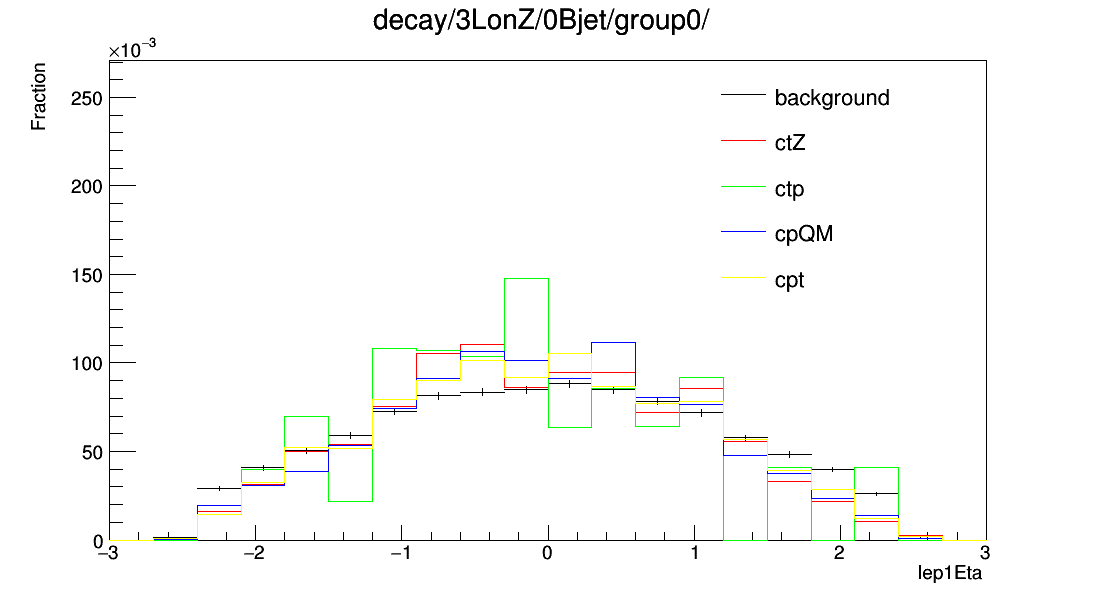 decay/3LonZ/0Bjet/group0/
×10⁻³
Fraction
250
200
150
100
50
0
background
ctZ
ctp
cpQM
cpt
−3 −2 −1 0 1 2 3
lep1Eta